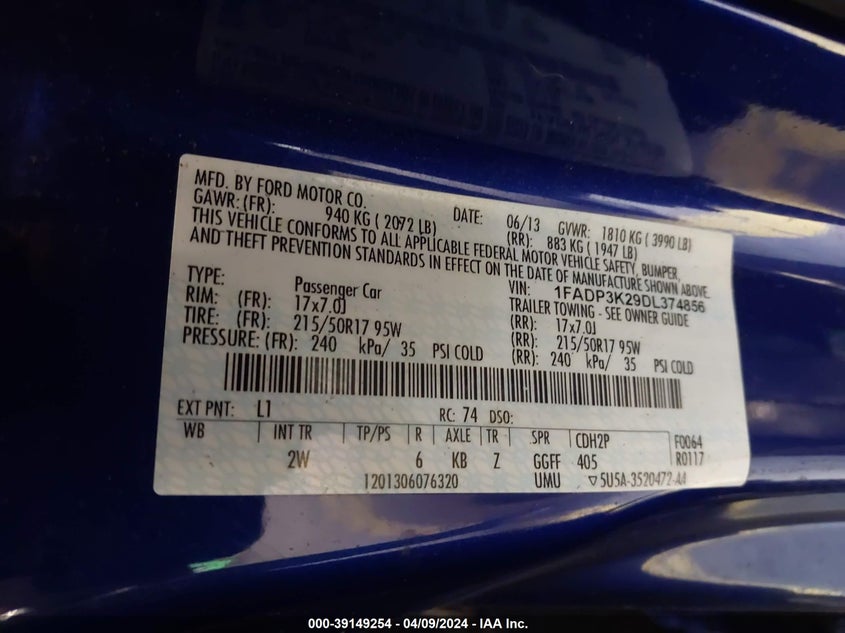 MFD. BY FORD MOTOR CO.
DATE: 06/13 GVWR: 1810 KG ( 3990 LB)
GAWR: (FR): 940 KG ( 2072 LB) (RR): 883 KG ( 1947 LB)
THIS VEHICLE CONFORMS TO ALL APPLICABLE FEDERAL MOTOR VEHICLE SAFETY, BUMPER,
AND THEFT PREVENTION STANDARDS IN EFFECT ON THE DATE OF MANUFACTURE SHOWN ABOVE.
VIN: 1FADP3K29DL374856
TYPE: Passenger Car TRAILER TOWING - SEE OWNER GUIDE
RIM: (FR): 17x7.0J (RR): 17x7.0J
TIRE: (FR): 215/50R17 95W (RR): 215/50R17 95W
PRESSURE: (FR): 240 kPa/ 35 PSI COLD (RR): 240 kPa/ 35 PSI COLD
EXT PNT: L1 RC: 74 DSO:
WB INT TR TP/PS R AXLE TR SPR CDH2P F0064
2W 6 KB Z GGFF 405 R0117
1201306076320 UMU ▽5U5A-3520472-AA
000-39149254 - 04/09/2024 - IAA Inc.